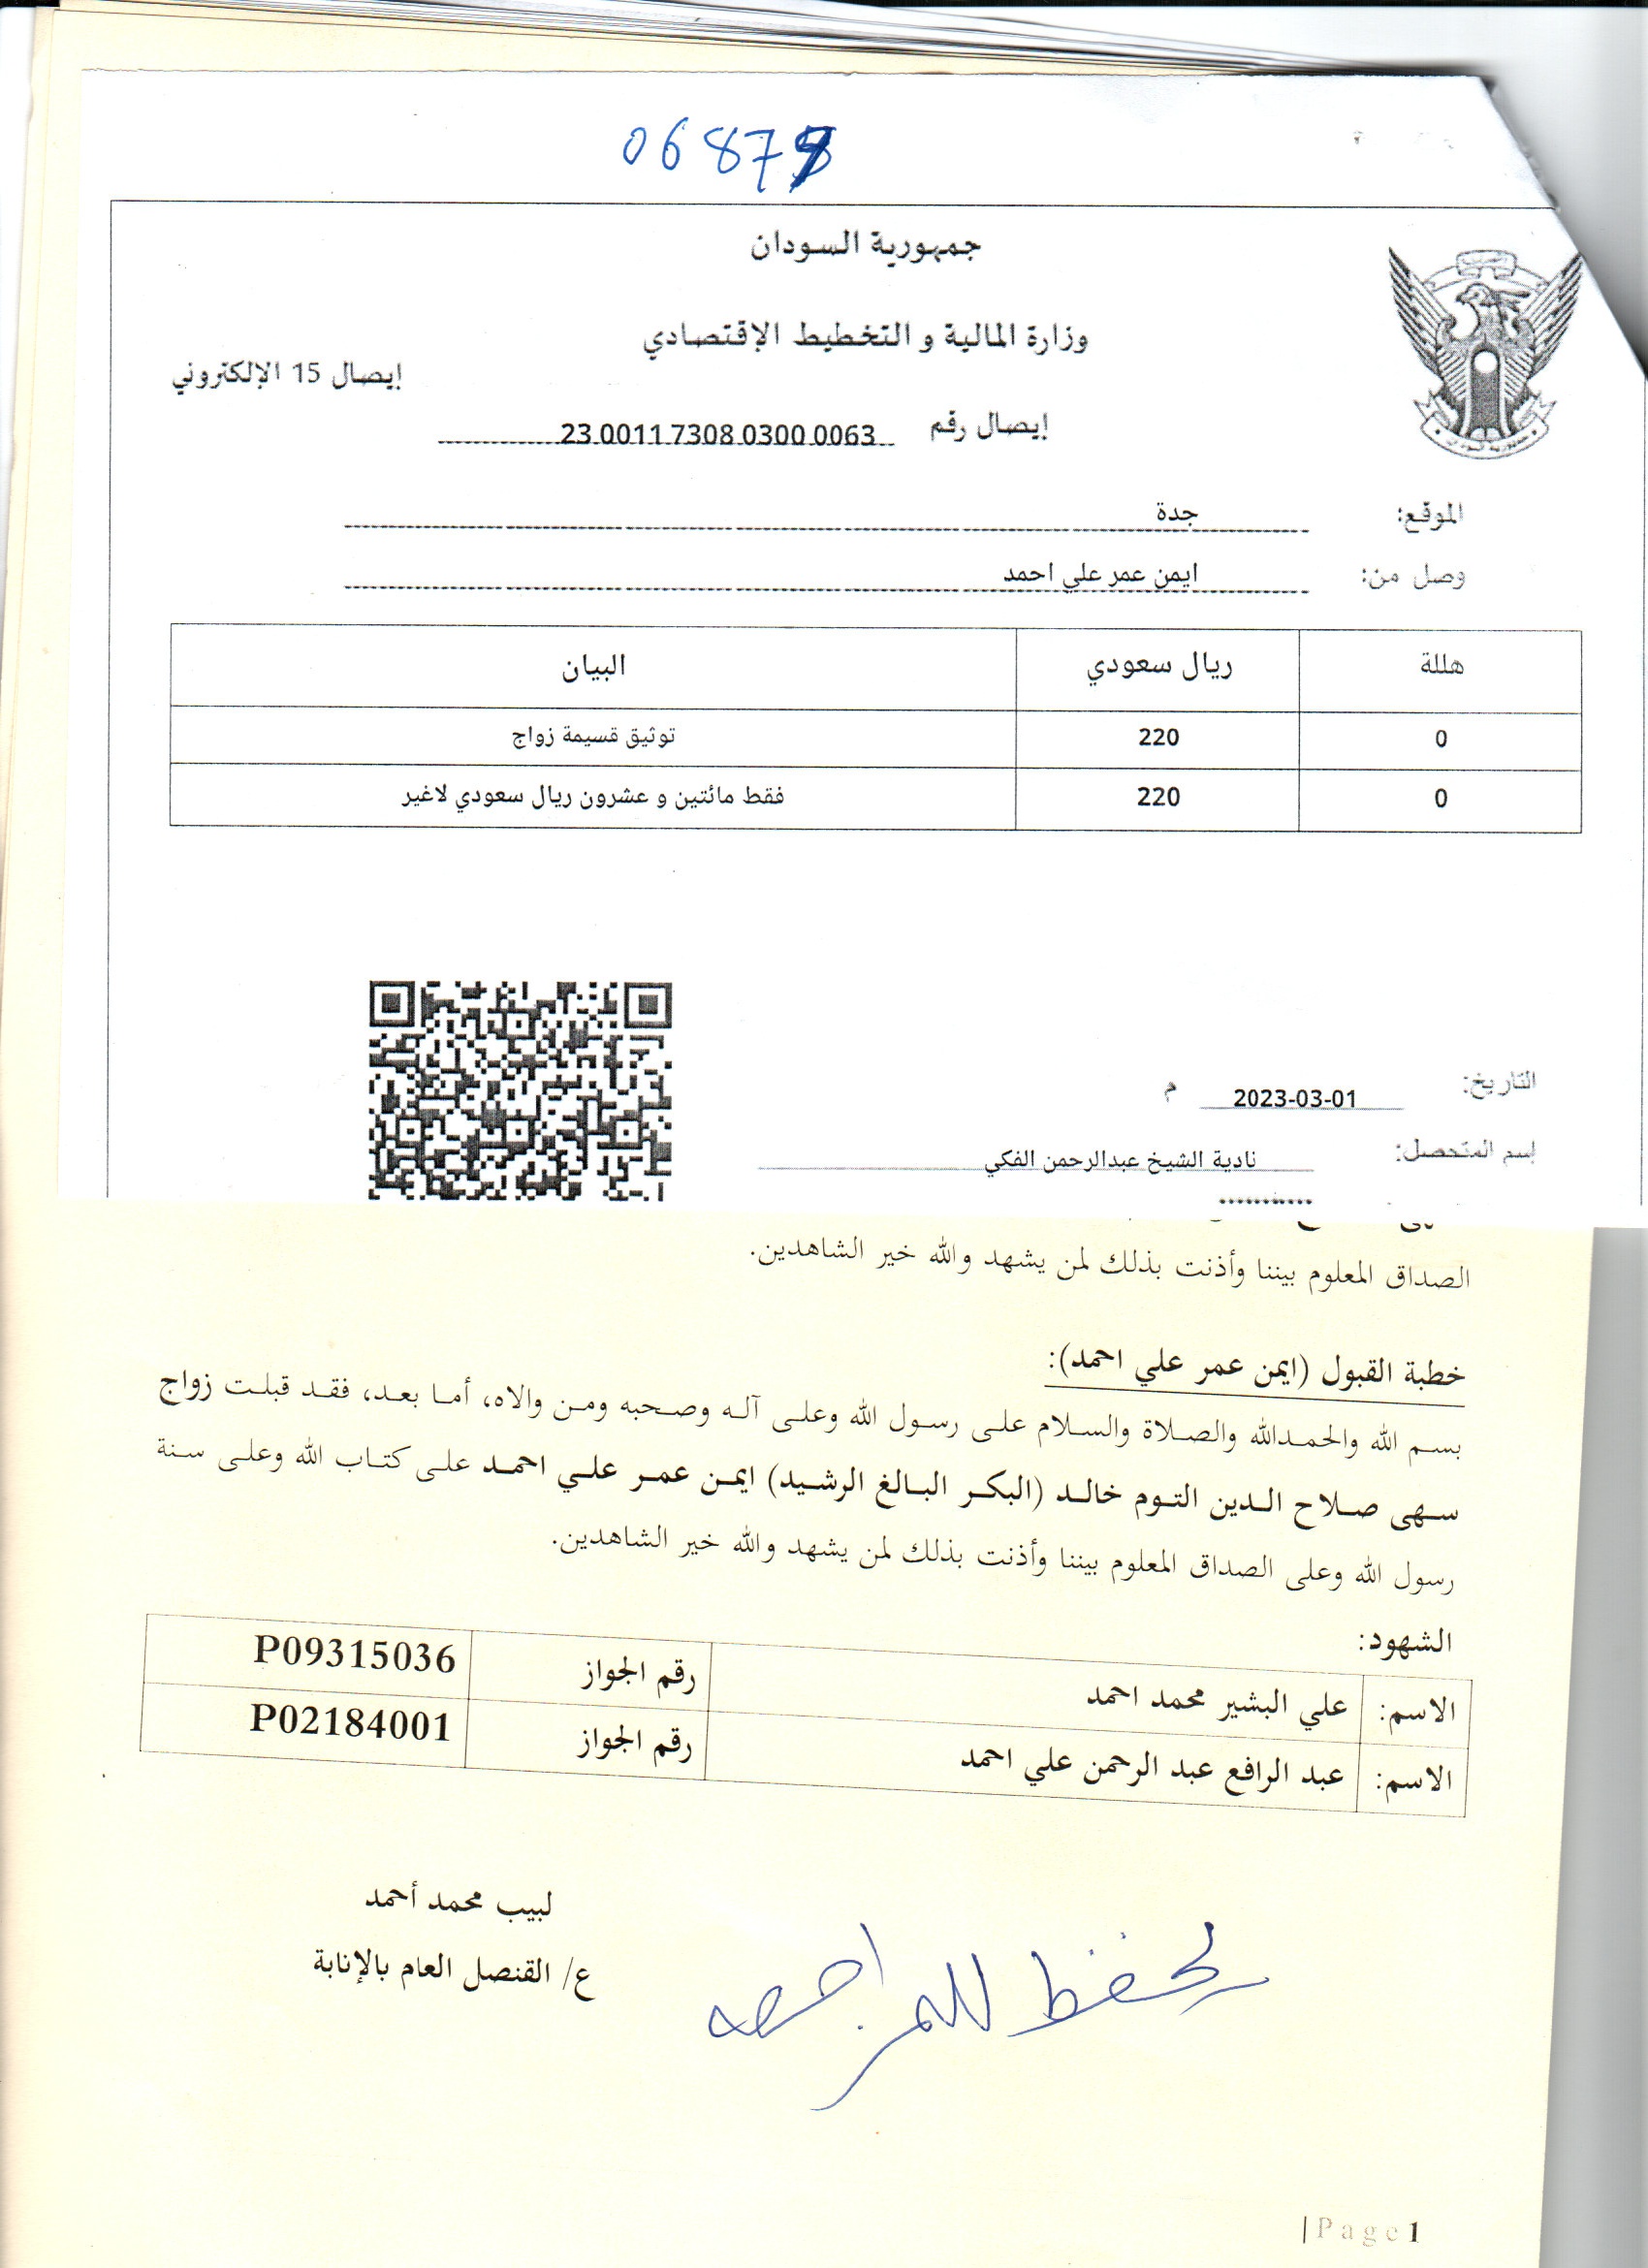 جمهورية السودان
وزارة المالية و التخطيط الإقتصادي
إيصال 15 الإلكتروني
إيصال رقم 23 0011 7308 0300 0063
الموقع: جدة
وصل من: ايمن عمر علي احمد
هللة ريال سعودي البيان
0 220 توثيق قسيمة زواج
0 220 فقط مائتين و عشرون ريال سعودي لاغير
التاريخ: 2023-03-01 م
إسم المتحصل: نادية الشيخ عبدالرحمن الفكي
الصداق المعلوم بيننا وأذنت بذلك لمن يشهد والله خير الشاهدين.
خطبة القبول (ايمن عمر علي احمد):
بسم الله والحمدالله والصلاة والسلام على رسول الله وعلى آله وصحبه ومن والاه، أما بعد، فقد قبلت زواج
سهى صلاح الدين التوم خالد (البكر البالغ الرشيد) ايمن عمر علي احمد على كتاب الله وعلى سنة
رسول الله وعلى الصداق المعلوم بيننا وأذنت بذلك لمن يشهد والله خير الشاهدين.
الشهود:
الاسم: علي البشير محمد احمد رقم الجواز P09315036
الاسم: عبد الرافع عبد الرحمن علي احمد رقم الجواز P02184001
لبيب محمد أحمد
ع/ القنصل العام بالإنابة
يحفظ للمراجعه
| Page 1